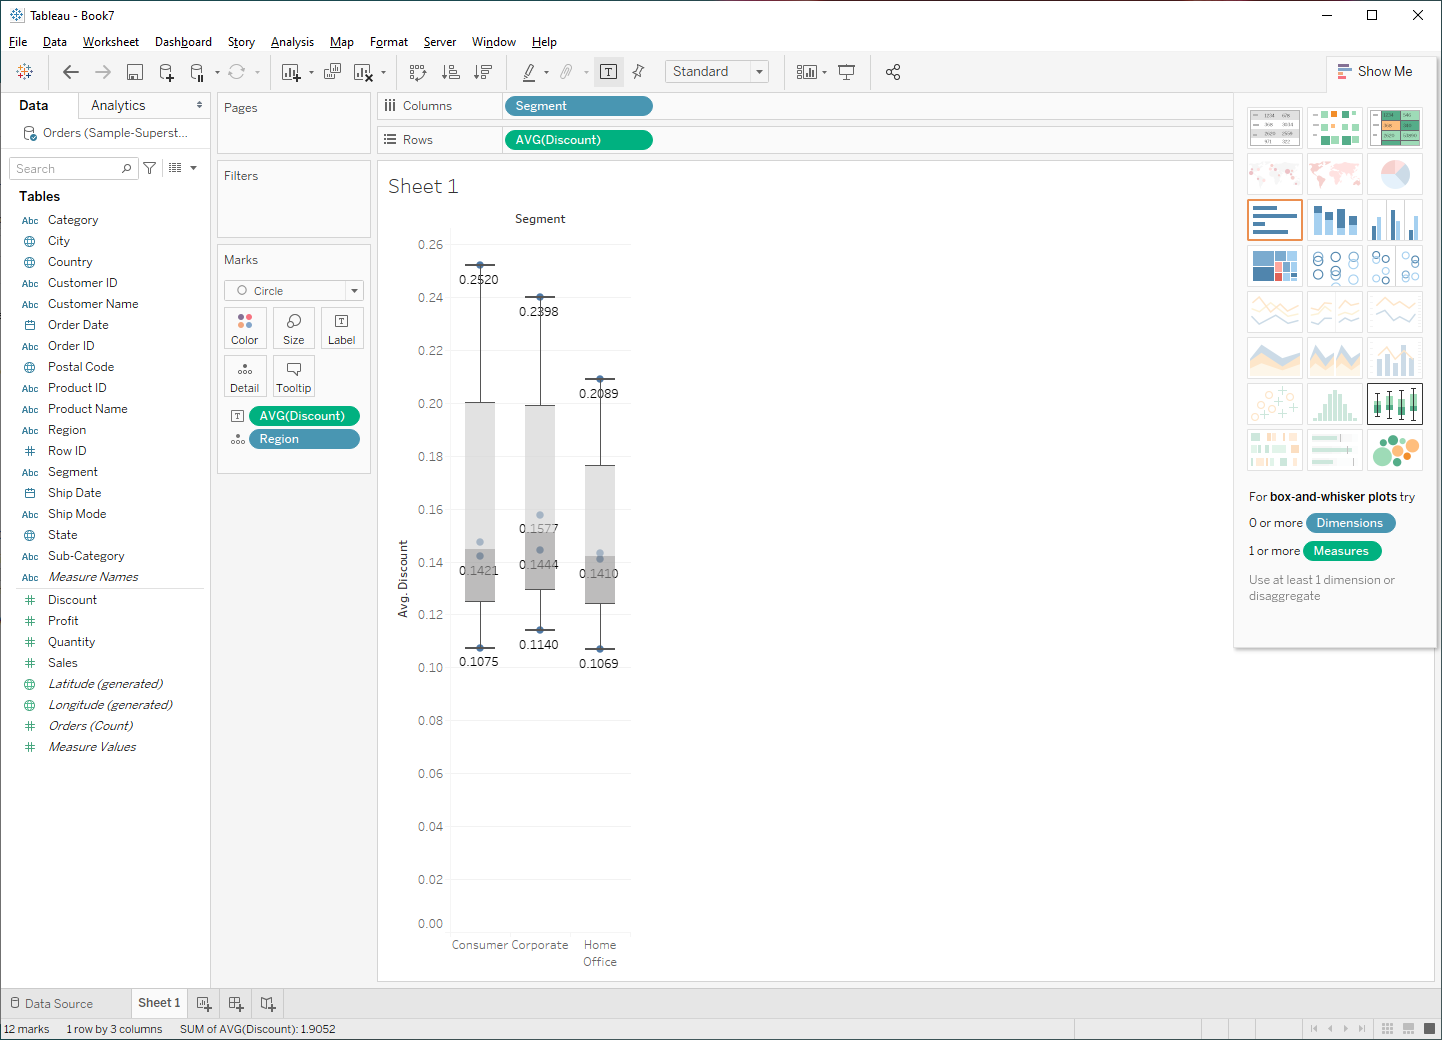 Tableau - Book7
File Data Worksheet Dashboard Story Analysis Map Format Server Window Help
Standard
Show Me
Data Analytics
Orders (Sample-Superst...
Search
Tables
Abc Category
City
Country
Abc Customer ID
Abc Customer Name
Order Date
Abc Order ID
Postal Code
Abc Product ID
Abc Product Name
Abc Region
Row ID
Abc Segment
Ship Date
Abc Ship Mode
State
Abc Sub-Category
Abc Measure Names
Discount
Profit
Quantity
Sales
Latitude (generated)
Longitude (generated)
Orders (Count)
Measure Values
Pages
Filters
Marks
Circle
Color Size Label
Detail Tooltip
AVG(Discount)
Region
Columns Segment
Rows AVG(Discount)
Sheet 1
Segment
Avg. Discount
0.26
0.24
0.22
0.20
0.18
0.16
0.14
0.12
0.10
0.08
0.06
0.04
0.02
0.00
0.2520
0.2398
0.2089
0.1577
0.1421
0.1444
0.1410
0.1075
0.1140
0.1069
Consumer Corporate Home
Office
For box-and-whisker plots try
0 or more Dimensions
1 or more Measures
Use at least 1 dimension or
disaggregate
Data Source Sheet 1
12 marks 1 row by 3 columns SUM of AVG(Discount): 1.9052